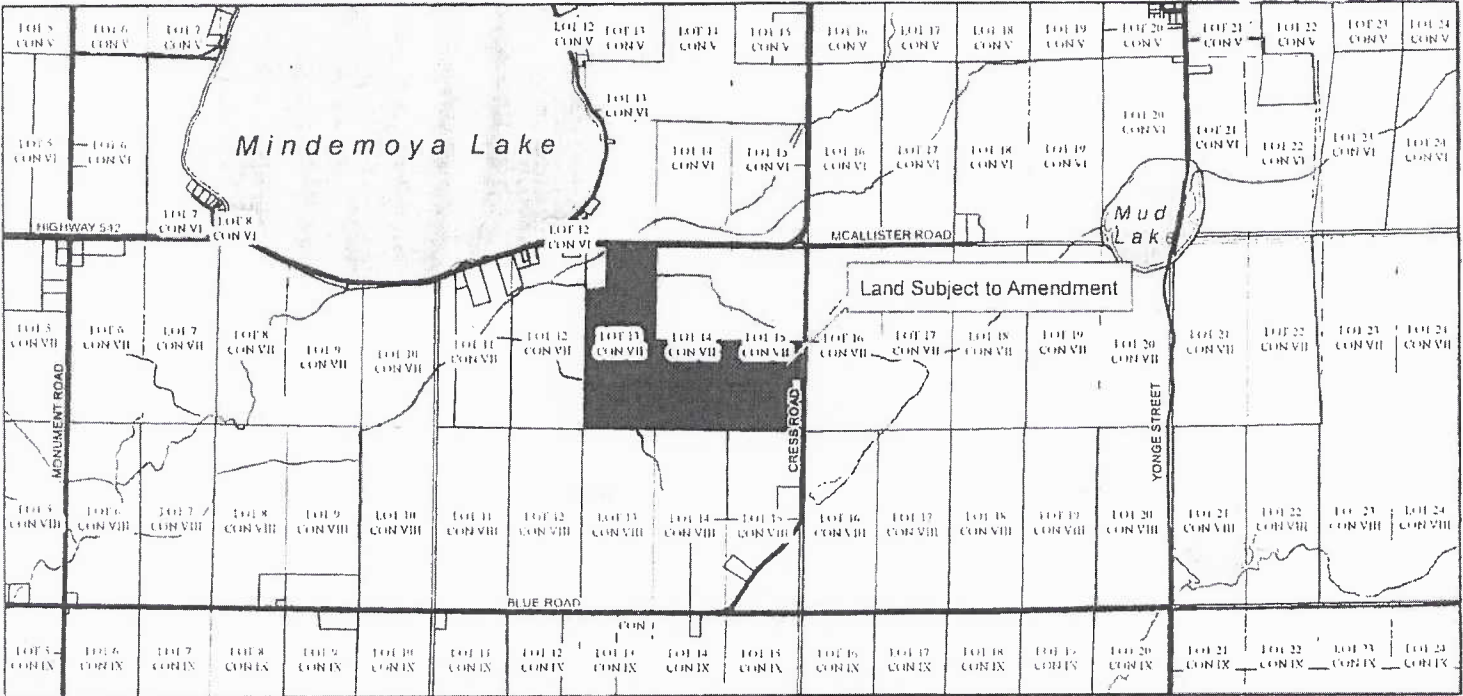 LOT 5 LOT 6 LOT 7 LOT 12 LOT 13 LOT 14 LOT 15 LOT 16 LOT 17 LOT 18 LOT 19 LOT 20 LOT 21 LOT 22 LOT 23 LOT 24
CON V CON V CON V CON V CON V CON V CON V CON V CON V CON V CON V CON V CON V CON V CON V CON V
LOT 13
CON VI
Mindemoya Lake
LOT 5 LOT 6 LOT 14 LOT 15 LOT 16 LOT 17 LOT 18 LOT 19 LOT 20 LOT 21 LOT 22 LOT 23 LOT 24
CON VI CON VI CON VI CON VI CON VI CON VI CON VI CON VI CON VI CON VI CON VI CON VI CON VI
LOT 7 LOT 8 LOT 12
CON VI CON VI CON VI
Mud
Lake
HIGHWAY 542
MCALLISTER ROAD
Land Subject to Amendment
LOT 5 LOT 6 LOT 7 LOT 8 LOT 9 LOT 10 LOT 11 LOT 12 LOT 13 LOT 14 LOT 15 LOT 16 LOT 17 LOT 18 LOT 19 LOT 20 LOT 21 LOT 22 LOT 23 LOT 24
CON VII CON VII CON VII CON VII CON VII CON VII CON VII CON VII CON VII CON VII CON VII CON VII CON VII CON VII CON VII CON VII CON VII CON VII CON VII CON VII
MONUMENT ROAD
CRESS ROAD
YONGE STREET
LOT 5 LOT 6 LOT 7 LOT 8 LOT 9 LOT 10 LOT 11 LOT 12 LOT 13 LOT 14 LOT 15 LOT 16 LOT 17 LOT 18 LOT 19 LOT 20 LOT 21 LOT 22 LOT 23 LOT 24
CON VIII CON VIII CON VIII CON VIII CON VIII CON VIII CON VIII CON VIII CON VIII CON VIII CON VIII CON VIII CON VIII CON VIII CON VIII CON VIII CON VIII CON VIII CON VIII CON VIII
BLUE ROAD
LOT 5 LOT 6 LOT 7 LOT 8 LOT 9 LOT 10 LOT 11 LOT 12 LOT 13 LOT 14 LOT 15 LOT 16 LOT 17 LOT 18 LOT 19 LOT 20 LOT 21 LOT 22 LOT 23 LOT 24
CON IX CON IX CON IX CON IX CON IX CON IX CON IX CON IX CON IX CON IX CON IX CON IX CON IX CON IX CON IX CON IX CON IX CON IX CON IX CON IX